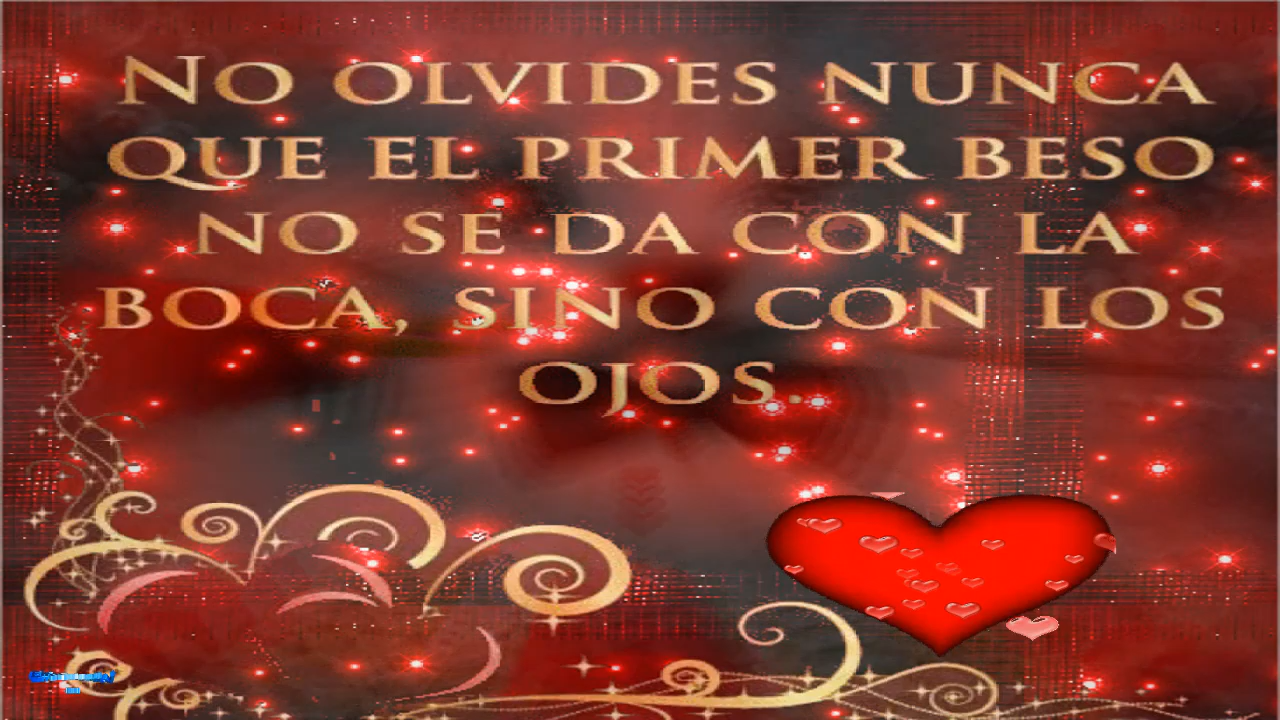 No olvides nunca
que el primer beso
no se da con la
boca, sino con los
ojos.